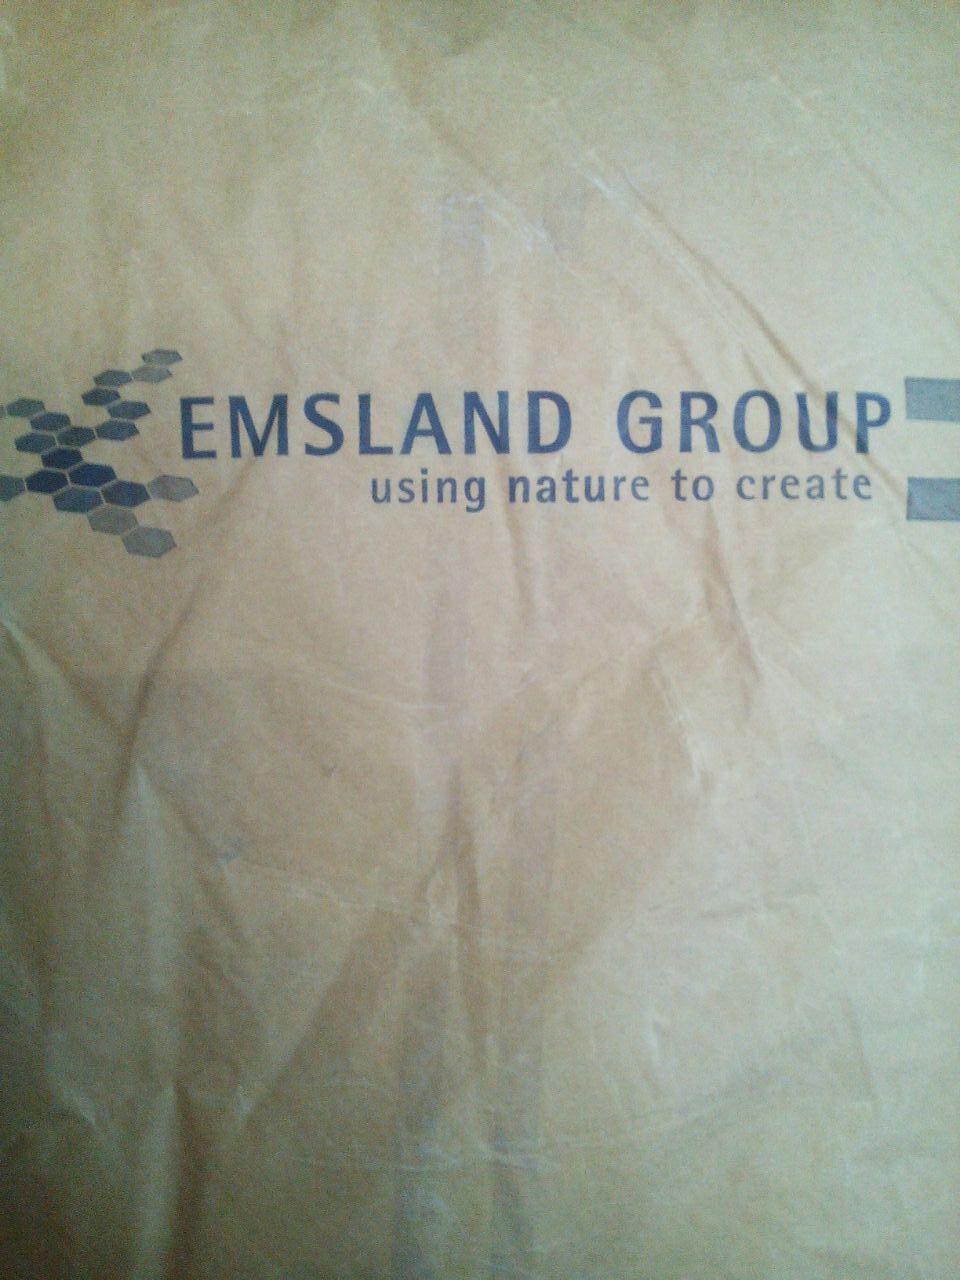 EMSLAND GROUP
using nature to create